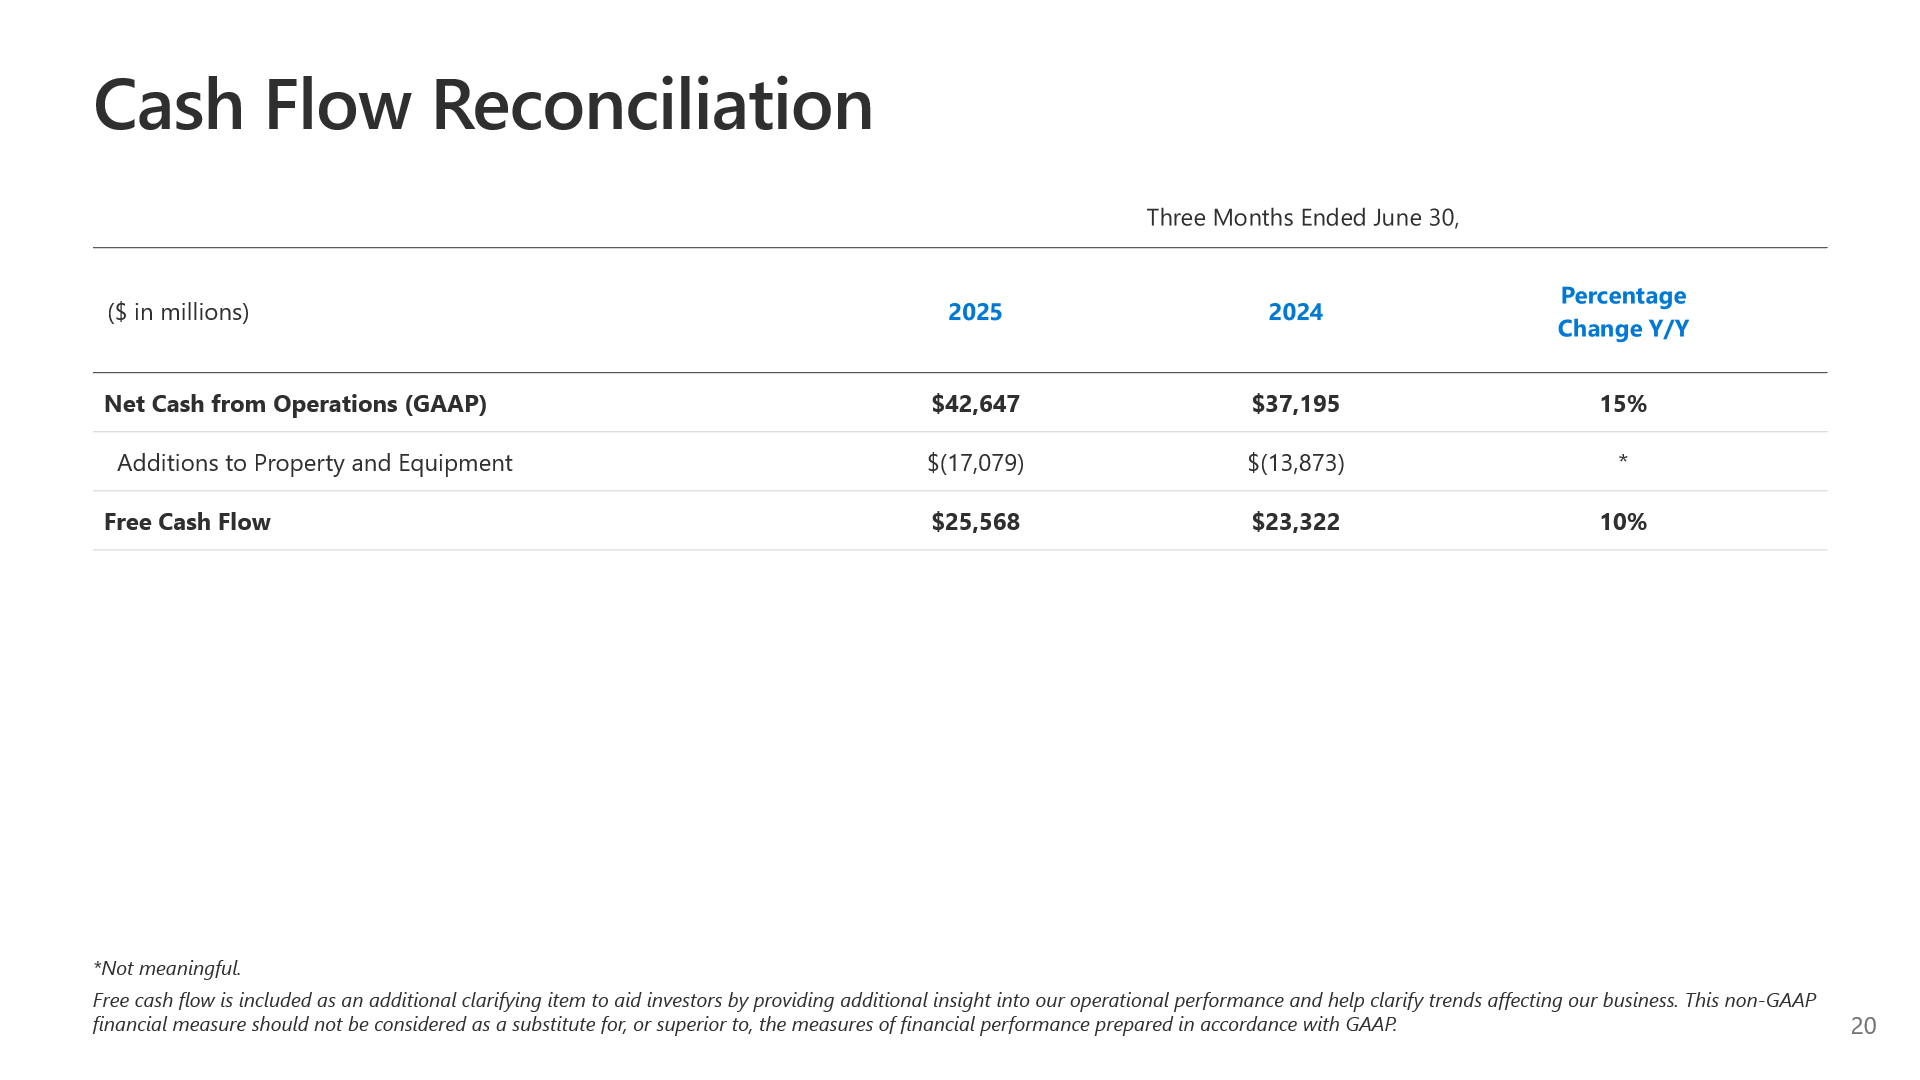 Cash Flow Reconciliation
Three Months Ended June 30,
($ in millions) 2025 2024 Percentage Change Y/Y
Net Cash from Operations (GAAP) $42,647 $37,195 15%
Additions to Property and Equipment $(17,079) $(13,873) *
Free Cash Flow $25,568 $23,322 10%
*Not meaningful.
Free cash flow is included as an additional clarifying item to aid investors by providing additional insight into our operational performance and help clarify trends affecting our business. This non-GAAP
financial measure should not be considered as a substitute for, or superior to, the measures of financial performance prepared in accordance with GAAP.
20